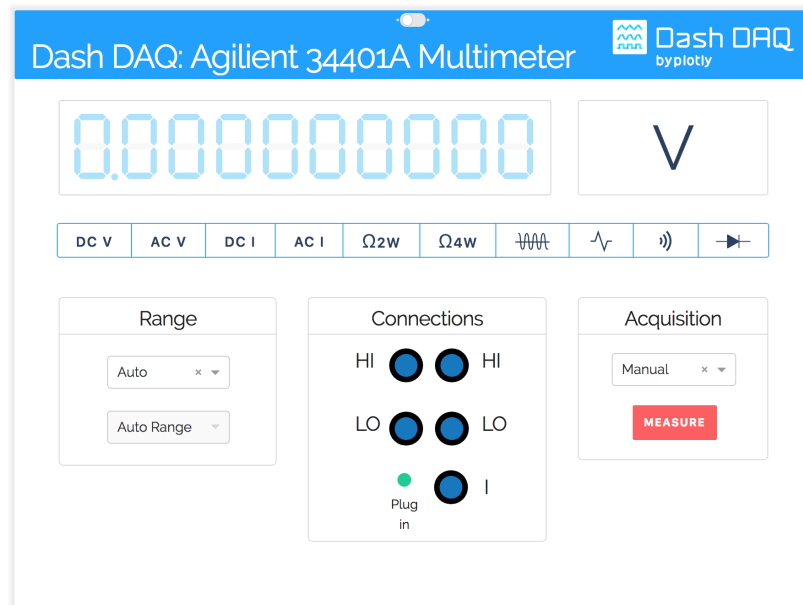 Dash DAQ: Agilient 34401A Multimeter
Dash DAQ
by plotly
0.000000000
V
DC V AC V DC I AC I Ω2W Ω4W
Range
Auto × 
Auto Range
Connections
HI HI
LO LO
I
Plug
in
Acquisition
Manual ×
MEASURE